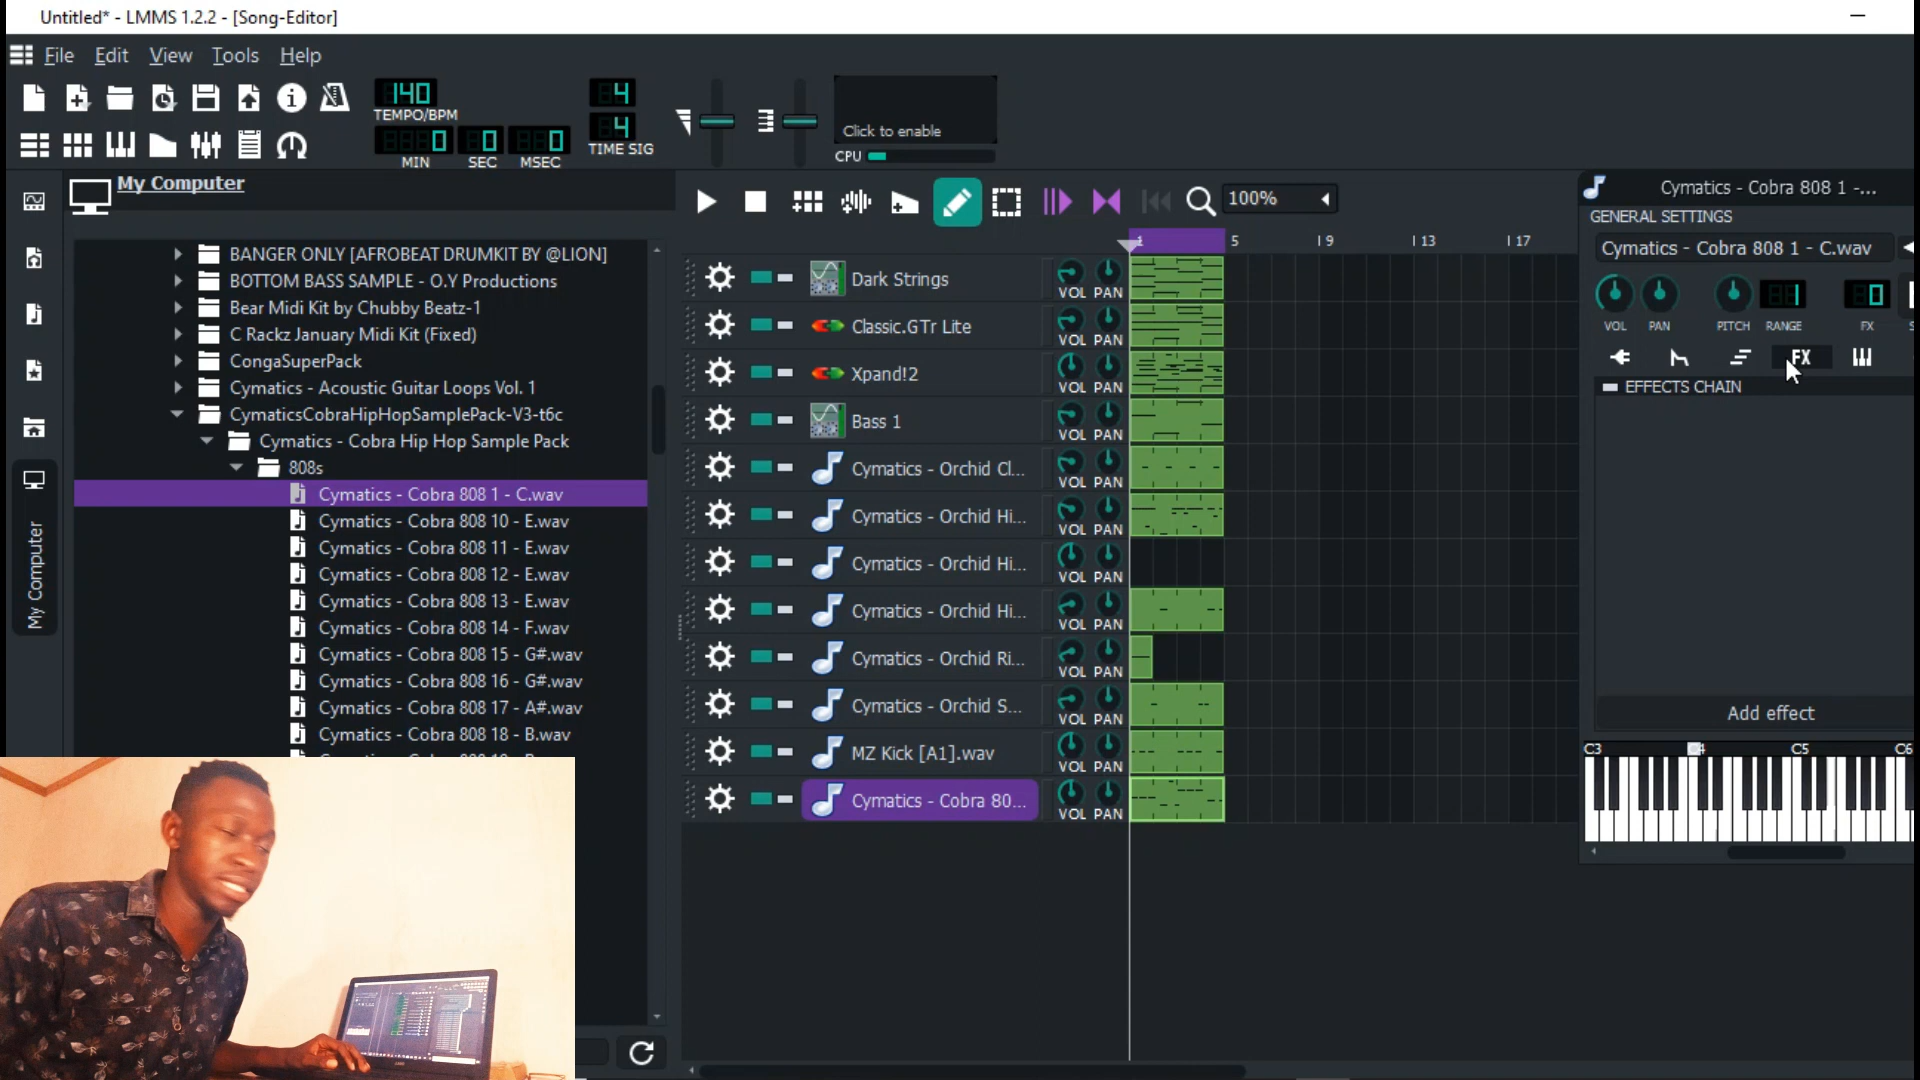 Untitled* - LMMS 1.2.2 - [Song-Editor]
File Edit View Tools Help
140
TEMPO/BPM
0 0 0
MIN SEC MSEC
4
4
TIME SIG
Click to enable
CPU
My Computer
My Computer
BANGER ONLY [AFROBEAT DRUMKIT BY @LION]
BOTTOM BASS SAMPLE - O.Y Productions
Bear Midi Kit by Chubby Beatz-1
C Rackz January Midi Kit (Fixed)
CongaSuperPack
Cymatics - Acoustic Guitar Loops Vol. 1
CymaticsCobraHipHopSamplePack-V3-t6c
Cymatics - Cobra Hip Hop Sample Pack
808s
Cymatics - Cobra 808 1 - C.wav
Cymatics - Cobra 808 10 - E.wav
Cymatics - Cobra 808 11 - E.wav
Cymatics - Cobra 808 12 - E.wav
Cymatics - Cobra 808 13 - E.wav
Cymatics - Cobra 808 14 - F.wav
Cymatics - Cobra 808 15 - G#.wav
Cymatics - Cobra 808 16 - G#.wav
Cymatics - Cobra 808 17 - A#.wav
Cymatics - Cobra 808 18 - B.wav
100%
1 5 9 13 17
Dark Strings VOL PAN
Classic.GTr Lite VOL PAN
Xpand!2 VOL PAN
Bass 1 VOL PAN
Cymatics - Orchid Cl... VOL PAN
Cymatics - Orchid Hi... VOL PAN
Cymatics - Orchid Hi... VOL PAN
Cymatics - Orchid Hi... VOL PAN
Cymatics - Orchid Ri... VOL PAN
Cymatics - Orchid S... VOL PAN
MZ Kick [A1].wav VOL PAN
Cymatics - Cobra 80... VOL PAN
Cymatics - Cobra 808 1 -...
GENERAL SETTINGS
Cymatics - Cobra 808 1 - C.wav
1 0
VOL PAN PITCH RANGE FX
FX
EFFECTS CHAIN
Add effect
C3 C4 C5 C6